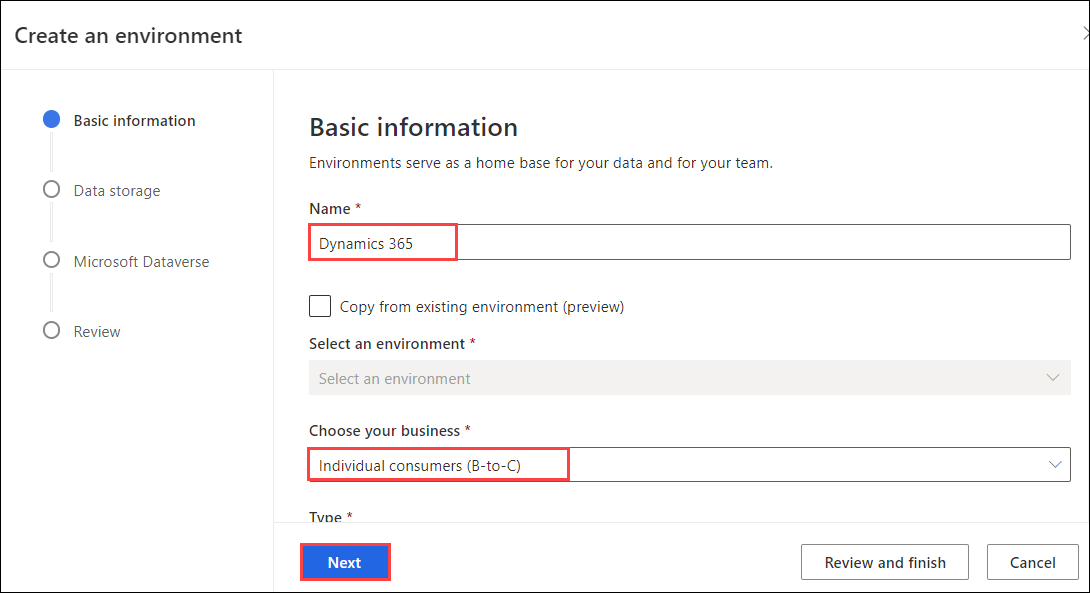 Create an environment
Basic information
Data storage
Microsoft Dataverse
Review
Basic information
Environments serve as a home base for your data and for your team.
Name *
Dynamics 365
Copy from existing environment (preview)
Select an environment *
Select an environment
Choose your business *
Individual consumers (B-to-C)
Type *
Next
Review and finish
Cancel